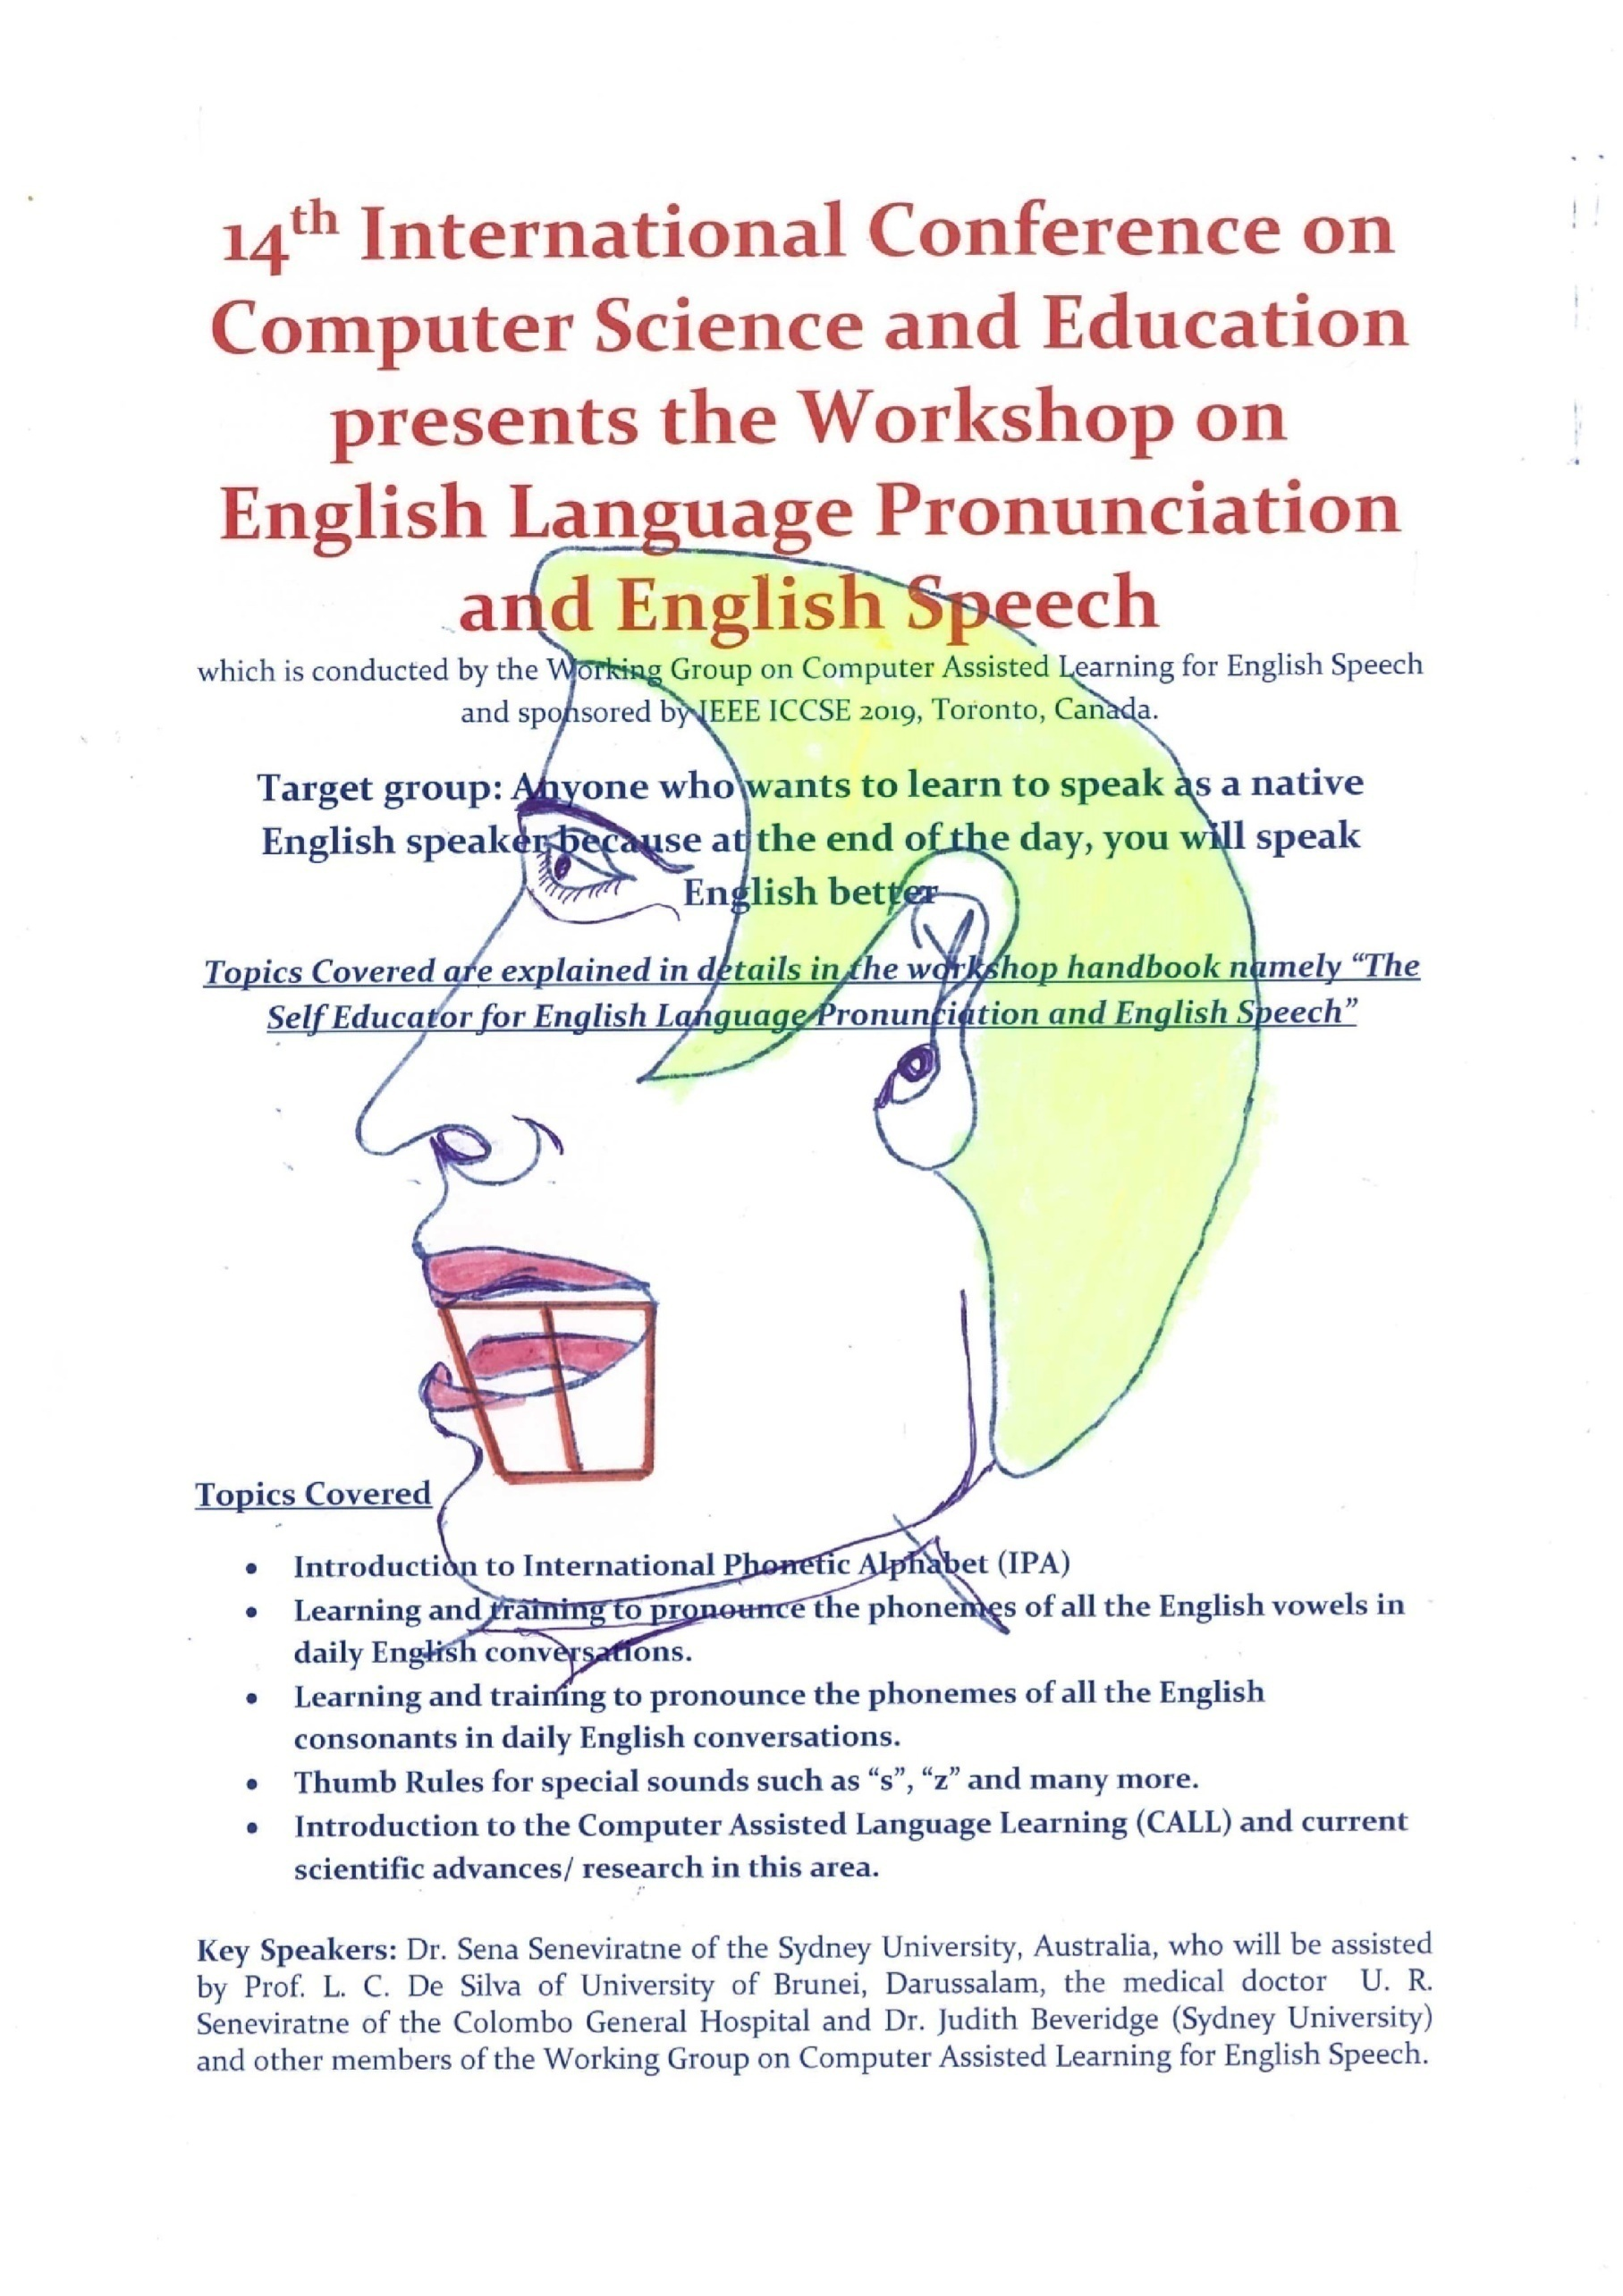 14th International Conference on
Computer Science and Education
presents the Workshop on
English Language Pronunciation
and English Speech
which is conducted by the Working Group on Computer Assisted Learning for English Speech
and sponsored by IEEE ICCSE 2019, Toronto, Canada.
Target group: Anyone who wants to learn to speak as a native
English speaker because at the end of the day, you will speak
English better
Topics Covered are explained in details in the workshop handbook namely “The
Self Educator for English Language Pronunciation and English Speech”
Topics Covered
• Introduction to International Phonetic Alphabet (IPA)
• Learning and training to pronounce the phonemes of all the English vowels in
daily English conversations.
• Learning and training to pronounce the phonemes of all the English
consonants in daily English conversations.
• Thumb Rules for special sounds such as “s”, “z” and many more.
• Introduction to the Computer Assisted Language Learning (CALL) and current
scientific advances/ research in this area.
Key Speakers: Dr. Sena Seneviratne of the Sydney University, Australia, who will be assisted
by Prof. L. C. De Silva of University of Brunei, Darussalam, the medical doctor U. R.
Seneviratne of the Colombo General Hospital and Dr. Judith Beveridge (Sydney University)
and other members of the Working Group on Computer Assisted Learning for English Speech.